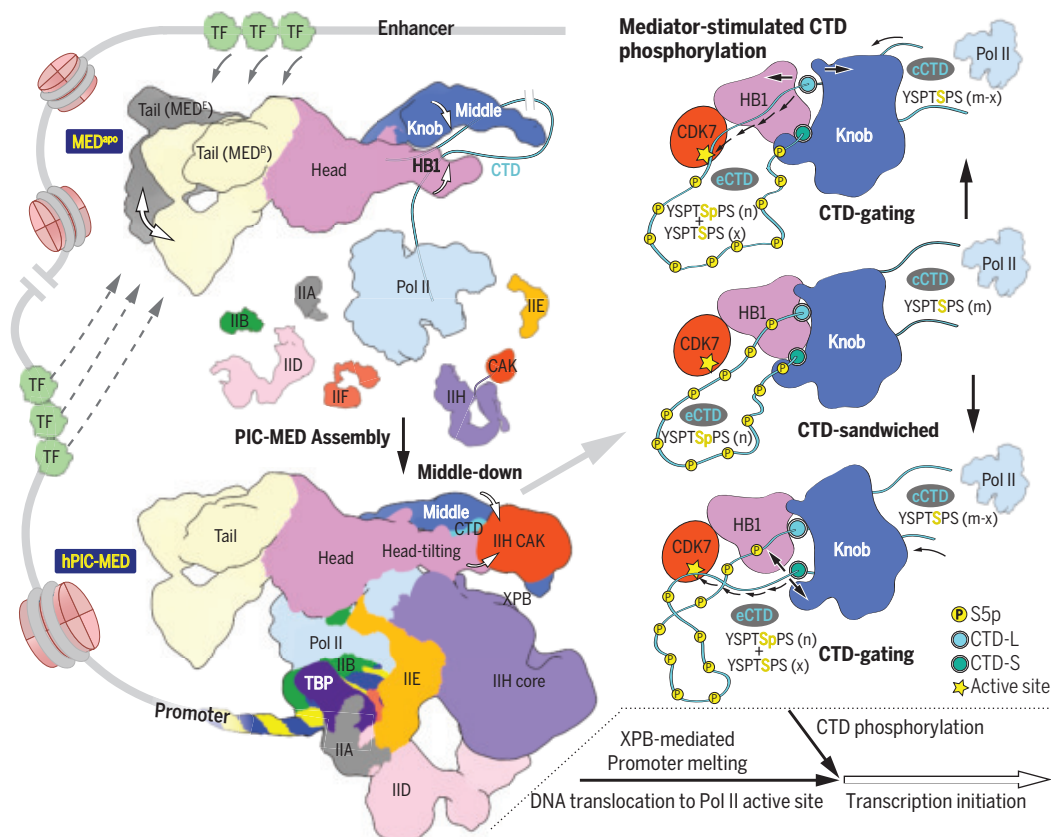 TF TF TF
Enhancer
Tail (MEDᴱ)
MEDᵃᵖᵒ
Tail (MEDᴮ)
Head
Knob
Middle
HB1
CTD
Pol II
IIA
IIB
IID
IIF
IIE
CAK
IIH
TF
TF
TF
PIC-MED Assembly
Middle-down
Tail
Head
Middle
CTD
Head-tilting
IIH CAK
XPB
hPIC-MED
Pol II
IIB
TBP
IIE
IIH core
Promoter
IIA
IID
Mediator-stimulated CTD
phosphorylation
Pol II
HB1
cCTD
YSPTSPS (m-x)
CDK7
Knob
P
P
P
P
P
P
P
P
P
P
eCTD
YSPTSpPS (n)
+
YSPTSPS (x)
CTD-gating
Pol II
cCTD
YSPTSPS (m)
HB1
CDK7
Knob
P
P
P
P
P
P
P
P
P
P
P
P
eCTD
YSPTSpPS (n)
CTD-sandwiched
Pol II
cCTD
YSPTSPS (m-x)
HB1
CDK7
Knob
P
P
P
P
P
P
P
P
P
P
eCTD
YSPTSpPS (n)
+
YSPTSPS (x)
CTD-gating
P S5p
CTD-L
CTD-S
Active site
XPB-mediated
Promoter melting
CTD phosphorylation
DNA translocation to Pol II active site
Transcription initiation